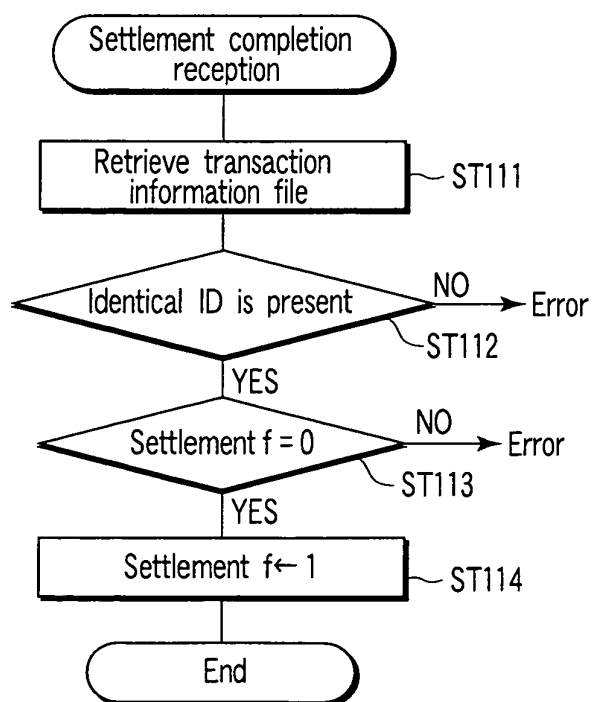 Settlement completion
reception
Retrieve transaction
information file
ST111
Identical ID is present
NO
Error
ST112
YES
Settlement f = 0
NO
Error
ST113
YES
Settlement f← 1
ST114
End